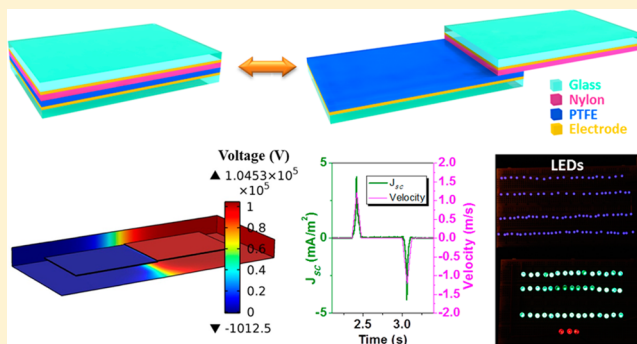 Glass
Nylon
PTFE
Electrode
Voltage (V)
▲ 1.0453×10⁵
×10⁵
1
0.8
0.6
0.4
0.2
0
▼ -1012.5
J_sc (mA/m²)
5
0
-5
J_sc
Velocity
2.0
1.5
1.0
0.5
0.0
-0.5
-1.0
-1.5
-2.0
Velocity (m/s)
2.5 3.0
Time (s)
LEDs